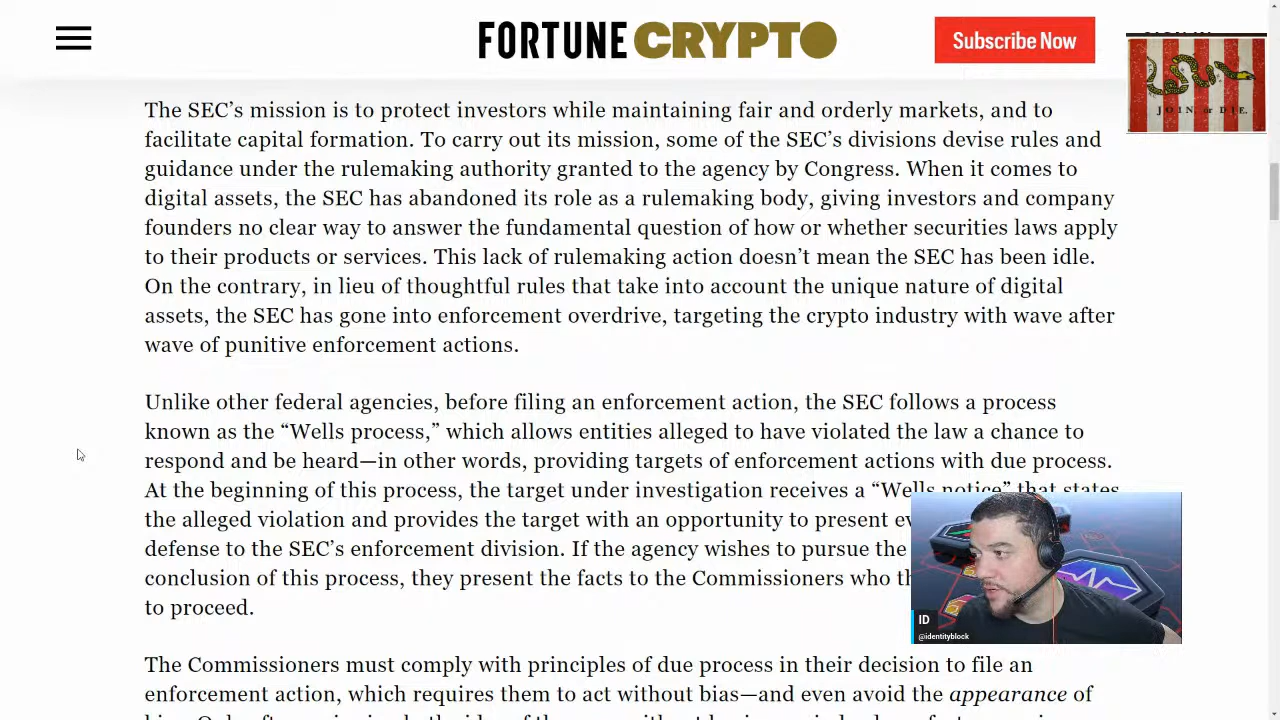 FORTUNE CRYPTO
Subscribe Now
JOIN or DIE.
The SEC’s mission is to protect investors while maintaining fair and orderly markets, and to
facilitate capital formation. To carry out its mission, some of the SEC’s divisions devise rules and
guidance under the rulemaking authority granted to the agency by Congress. When it comes to
digital assets, the SEC has abandoned its role as a rulemaking body, giving investors and company
founders no clear way to answer the fundamental question of how or whether securities laws apply
to their products or services. This lack of rulemaking action doesn’t mean the SEC has been idle.
On the contrary, in lieu of thoughtful rules that take into account the unique nature of digital
assets, the SEC has gone into enforcement overdrive, targeting the crypto industry with wave after
wave of punitive enforcement actions.
Unlike other federal agencies, before filing an enforcement action, the SEC follows a process
known as the “Wells process,” which allows entities alleged to have violated the law a chance to
respond and be heard—in other words, providing targets of enforcement actions with due process.
At the beginning of this process, the target under investigation receives a “Wells notice” that states
the alleged violation and provides the target with an opportunity to present
defense to the SEC’s enforcement division. If the agency wishes to pursue the
conclusion of this process, they present the facts to the Commissioners who
to proceed.
ID
@identityblock
The Commissioners must comply with principles of due process in their decision to file an
enforcement action, which requires them to act without bias—and even avoid the appearance of